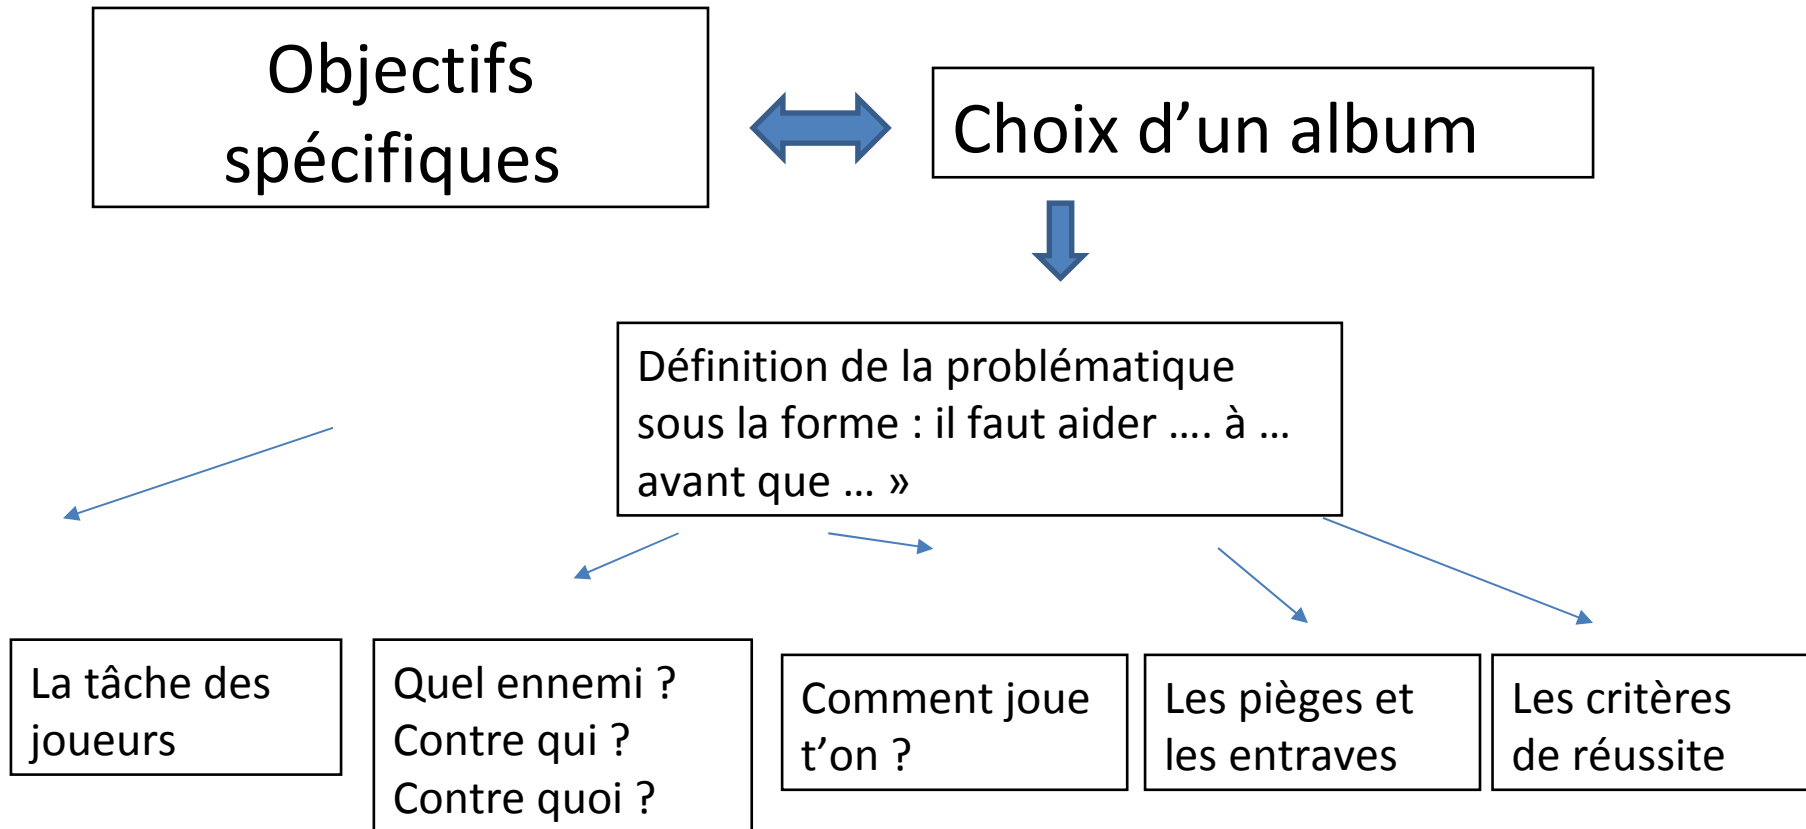 Objectifs
spécifiques
Choix d’un album
Définition de la problématique
sous la forme : il faut aider …. à …
avant que … »
La tâche des
joueurs
Quel ennemi ?
Contre qui ?
Contre quoi ?
Comment joue
t’on ?
Les pièges et
les entraves
Les critères
de réussite